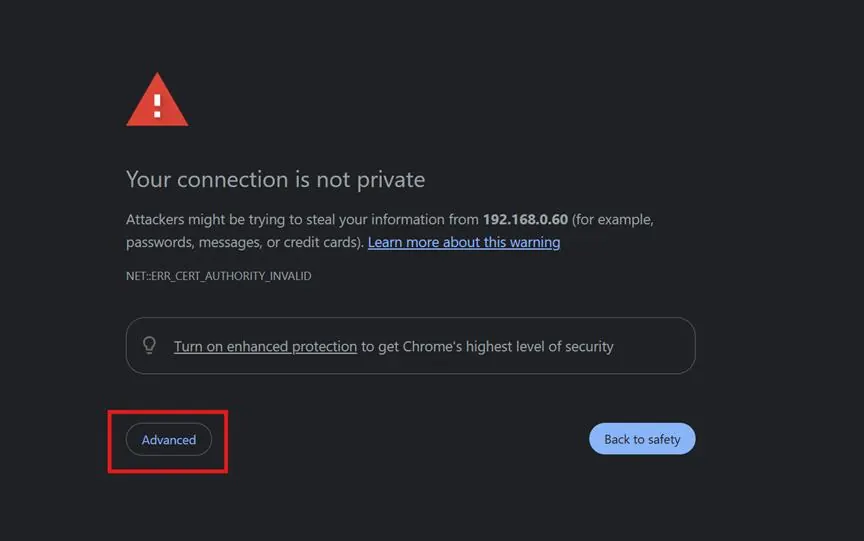 Your connection is not private
Attackers might be trying to steal your information from 192.168.0.60 (for example,
passwords, messages, or credit cards). Learn more about this warning
NET::ERR_CERT_AUTHORITY_INVALID
Turn on enhanced protection to get Chrome's highest level of security
Advanced
Back to safety